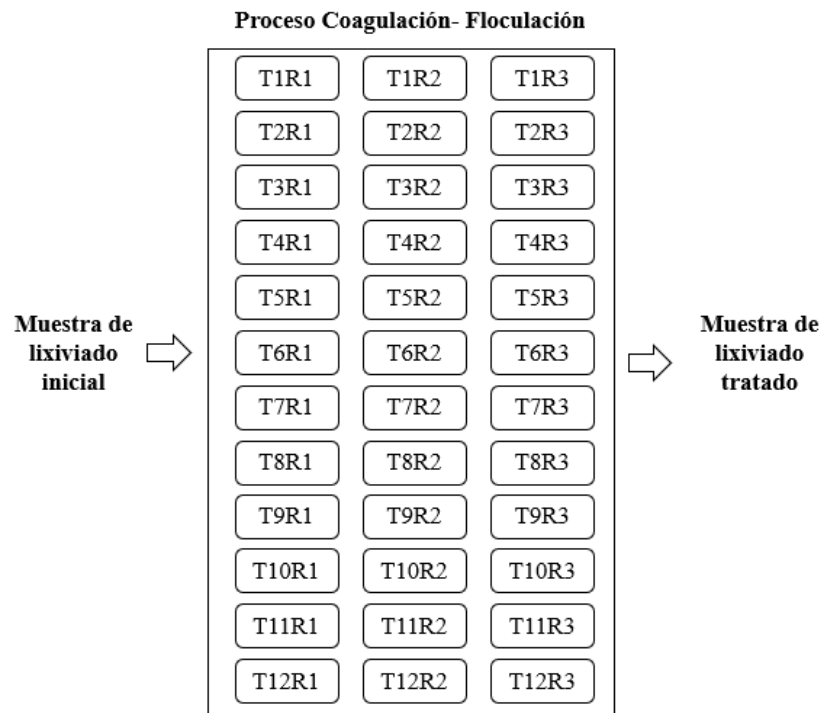 Proceso Coagulación- Floculación
T1R1 T1R2 T1R3
T2R1 T2R2 T2R3
T3R1 T3R2 T3R3
T4R1 T4R2 T4R3
T5R1 T5R2 T5R3
Muestra de
lixiviado
inicial
T6R1 T6R2 T6R3
T7R1 T7R2 T7R3
T8R1 T8R2 T8R3
T9R1 T9R2 T9R3
T10R1 T10R2 T10R3
T11R1 T11R2 T11R3
T12R1 T12R2 T12R3
Muestra de
lixiviado
tratado